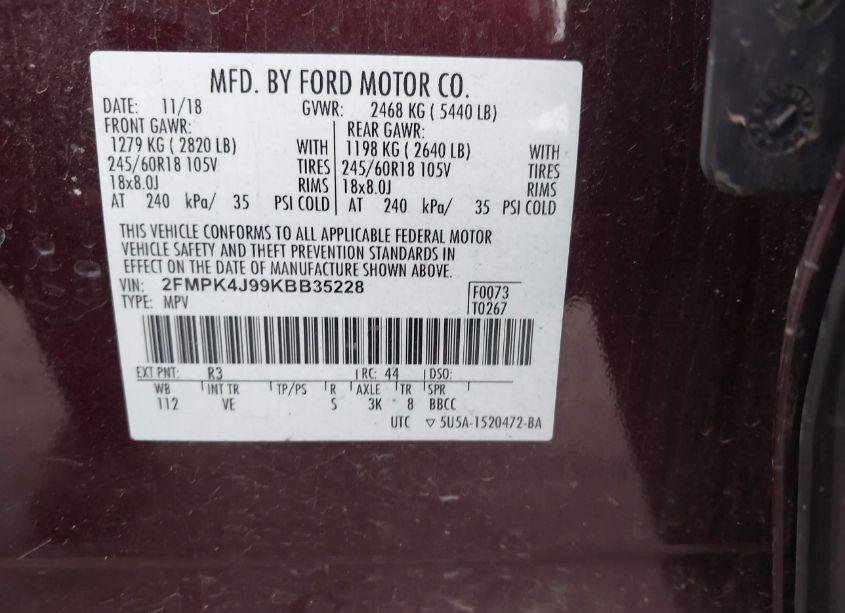 MFD. BY FORD MOTOR CO.
DATE: 11/18 GVWR: 2468 KG ( 5440 LB)
FRONT GAWR: REAR GAWR:
1279 KG ( 2820 LB) WITH 1198 KG ( 2640 LB) WITH
245/60R18 105V TIRES 245/60R18 105V TIRES
18x8.0J RIMS 18x8.0J RIMS
AT 240 kPa/ 35 PSI COLD AT 240 kPa/ 35 PSI COLD
THIS VEHICLE CONFORMS TO ALL APPLICABLE FEDERAL MOTOR
VEHICLE SAFETY AND THEFT PREVENTION STANDARDS IN
EFFECT ON THE DATE OF MANUFACTURE SHOWN ABOVE.
VIN: 2FMPK4J99KBB35228 F0073
TYPE: MPV T0267
EXT PNT: R3 RC: 44 DSO:
WB INT TR TP/PS R AXLE TR SPR
112 VE S 3K 8 BBCC
UTC ▽ 5U5A-1520472-BA